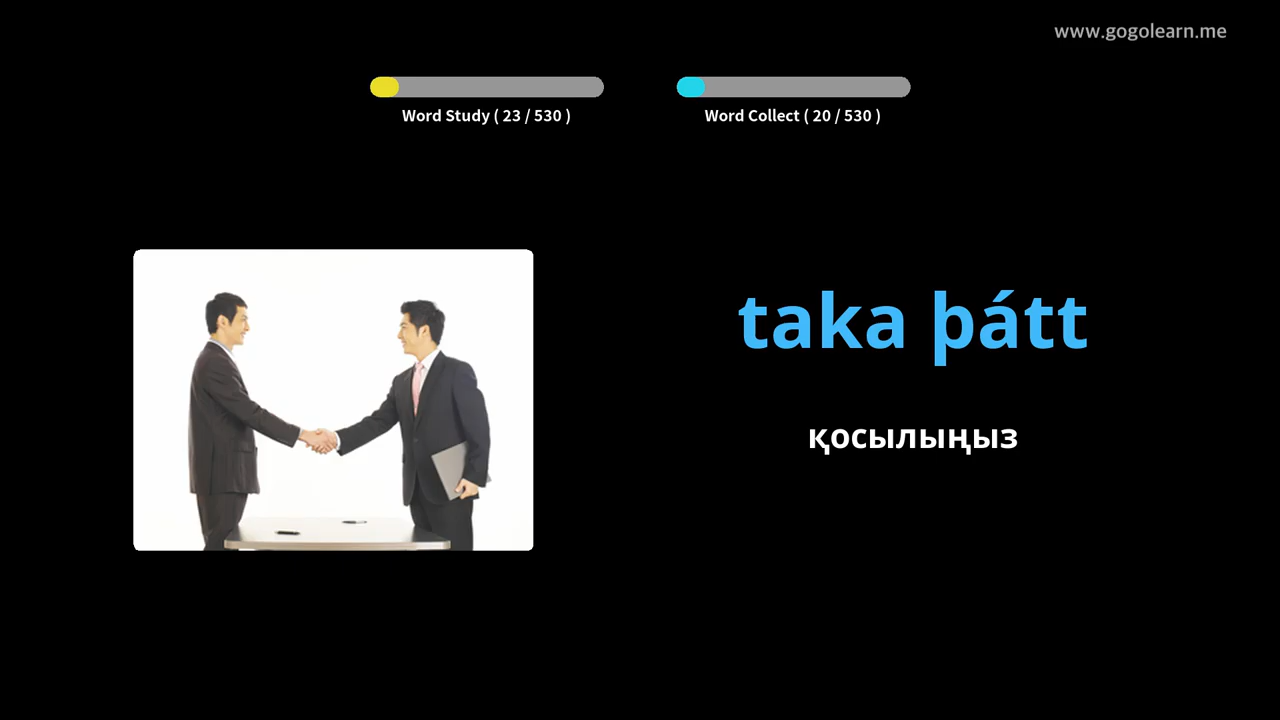 www.gogolearn.me
Word Study ( 23 / 530 )
Word Collect ( 20 / 530 )
taka þátt
қосылыңыз